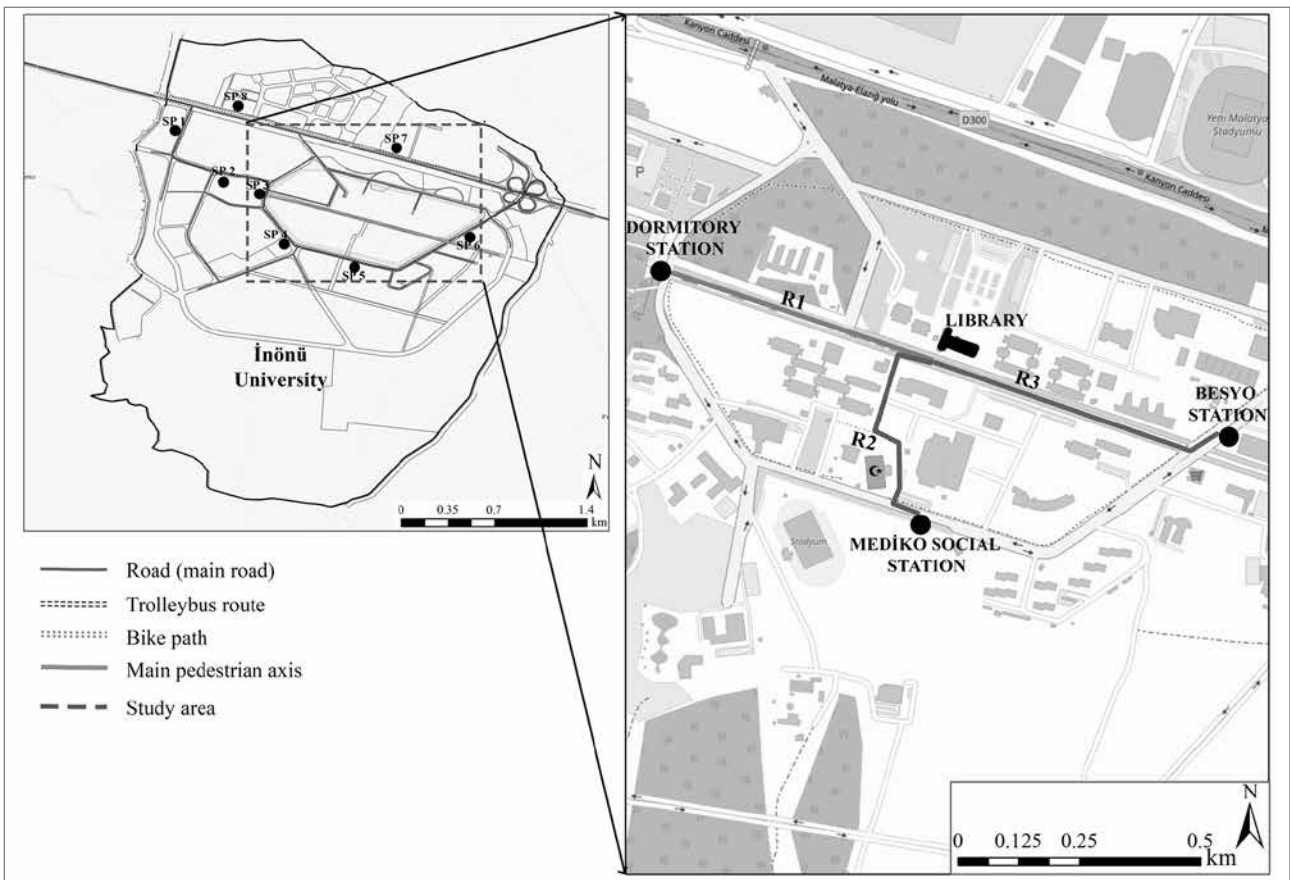 SP 8
SP 1
SP 7
SP 2
SP 3
SP 4
SP 6
SP 5
İnönü
University
N
0 0.35 0.7 1.4
km
Road (main road)
Trolleybus route
Bike path
Main pedestrian axis
Study area
Kanyon Caddesi
Malatya-Elazığ yolu
D300
Yeni Malatya
Stadyumu
Kanyon Caddesi
P
DORMITORY
STATION
R1
LIBRARY
R3
BESYO
STATION
R2
Stadyum
MEDİKO SOCIAL
STATION
N
0 0.125 0.25 0.5
km